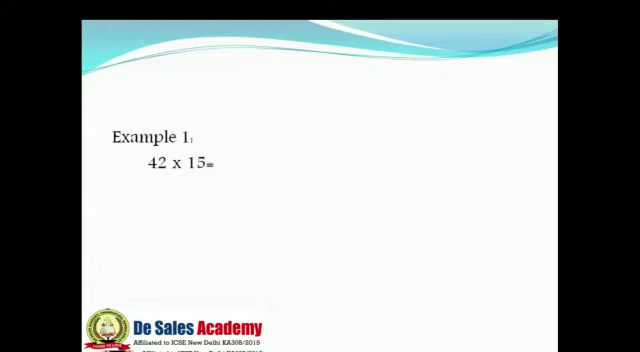 Example 1:
42 x 15=
De Sales Academy
Affiliated to ICSE New Delhi KA308/2015